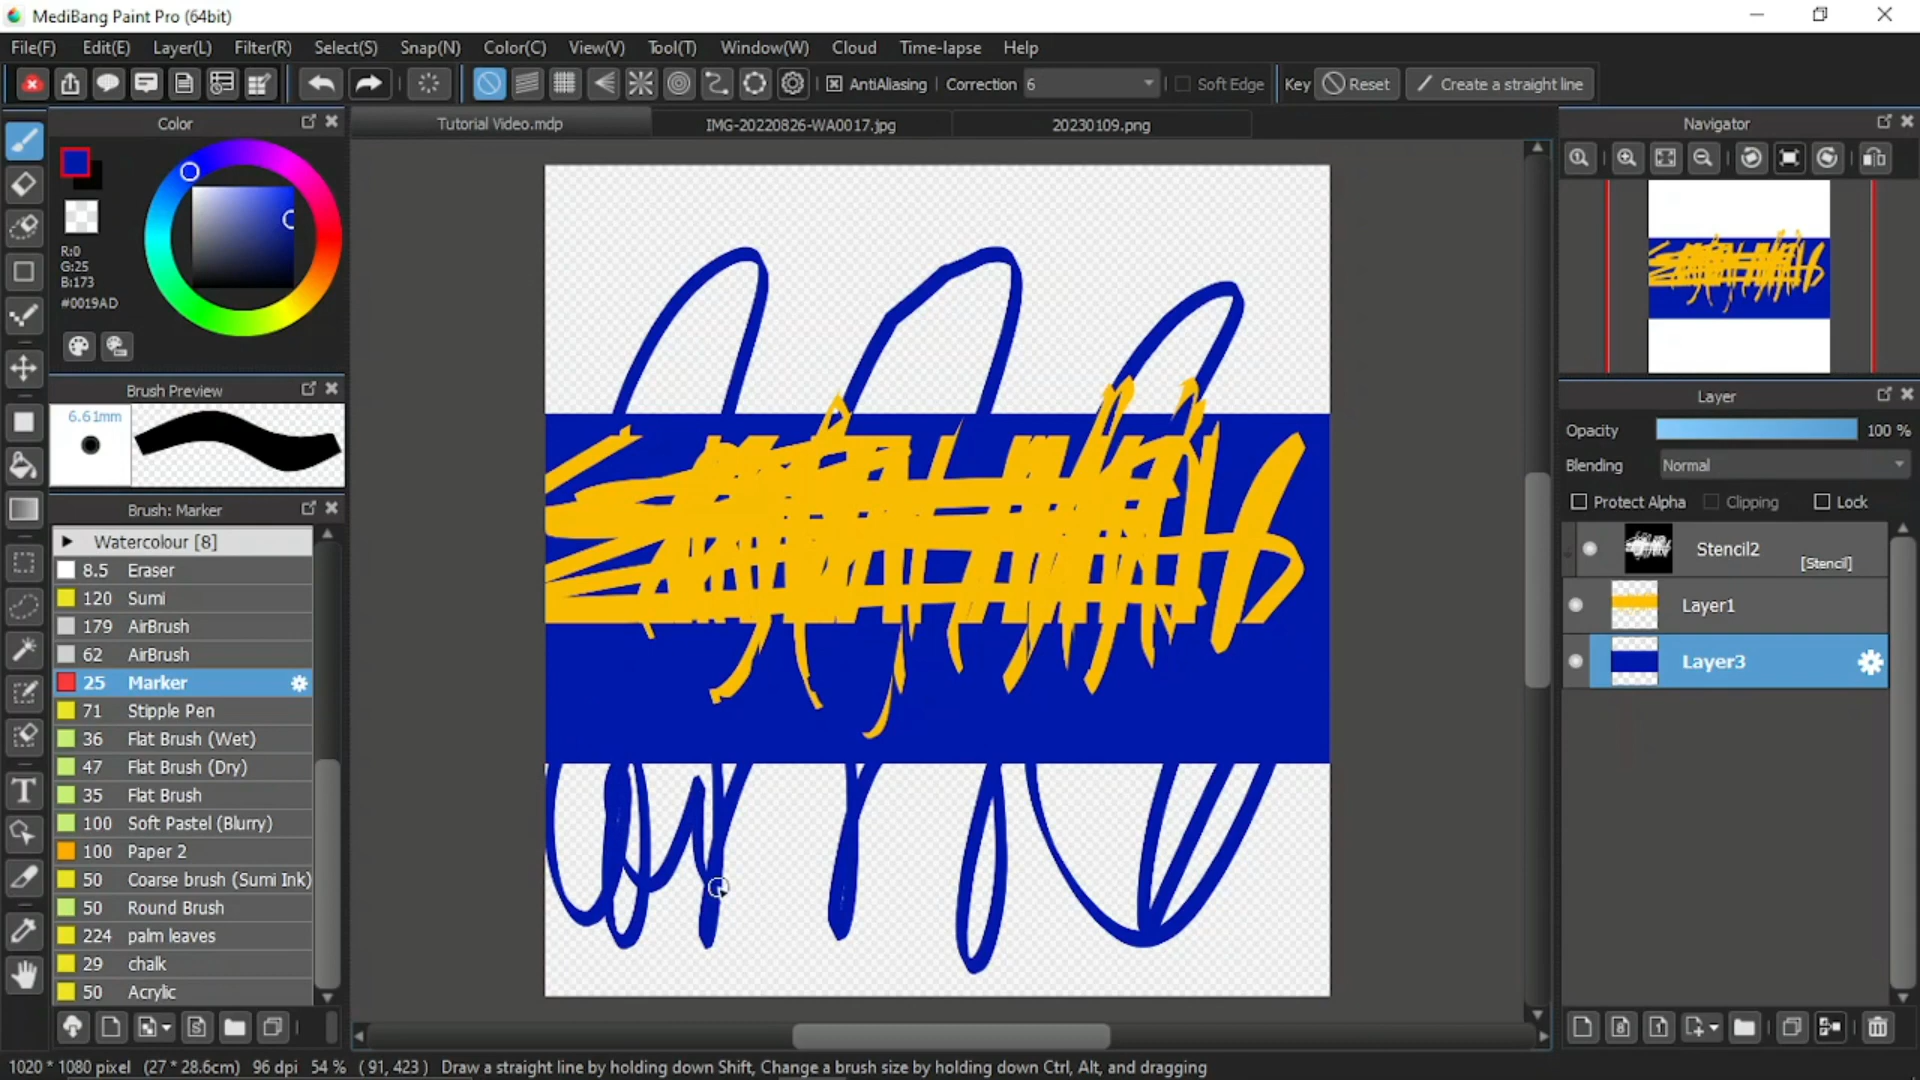 MediBang Paint Pro (64bit)
File(F) Edit(E) Layer(L) Filter(R) Select(S) Snap(N) Color(C) View(V) Tool(T) Window(W) Cloud Time-lapse Help
AntiAliasing Correction 6 Soft Edge Key Reset Create a straight line
Color
Tutorial Video.mdp IMG-20220826-WA0017.jpg 20230109.png
Navigator
R:0
G:25
B:173
#0019AD
Brush Preview
6.61mm
Brush: Marker
Watercolour [8]
8.5 Eraser
120 Sumi
179 AirBrush
62 AirBrush
25 Marker
71 Stipple Pen
36 Flat Brush (Wet)
47 Flat Brush (Dry)
35 Flat Brush
100 Soft Pastel (Blurry)
100 Paper 2
50 Coarse brush (Sumi Ink)
50 Round Brush
224 palm leaves
29 chalk
50 Acrylic
Layer
Opacity 100 %
Blending Normal
Protect Alpha Clipping Lock
Stencil2
[Stencil]
Layer1
Layer3
1020 * 1080 pixel (27 * 28.6cm) 96 dpi 54 % ( 91, 423 ) Draw a straight line by holding down Shift, Change a brush size by holding down Ctrl, Alt, and dragging